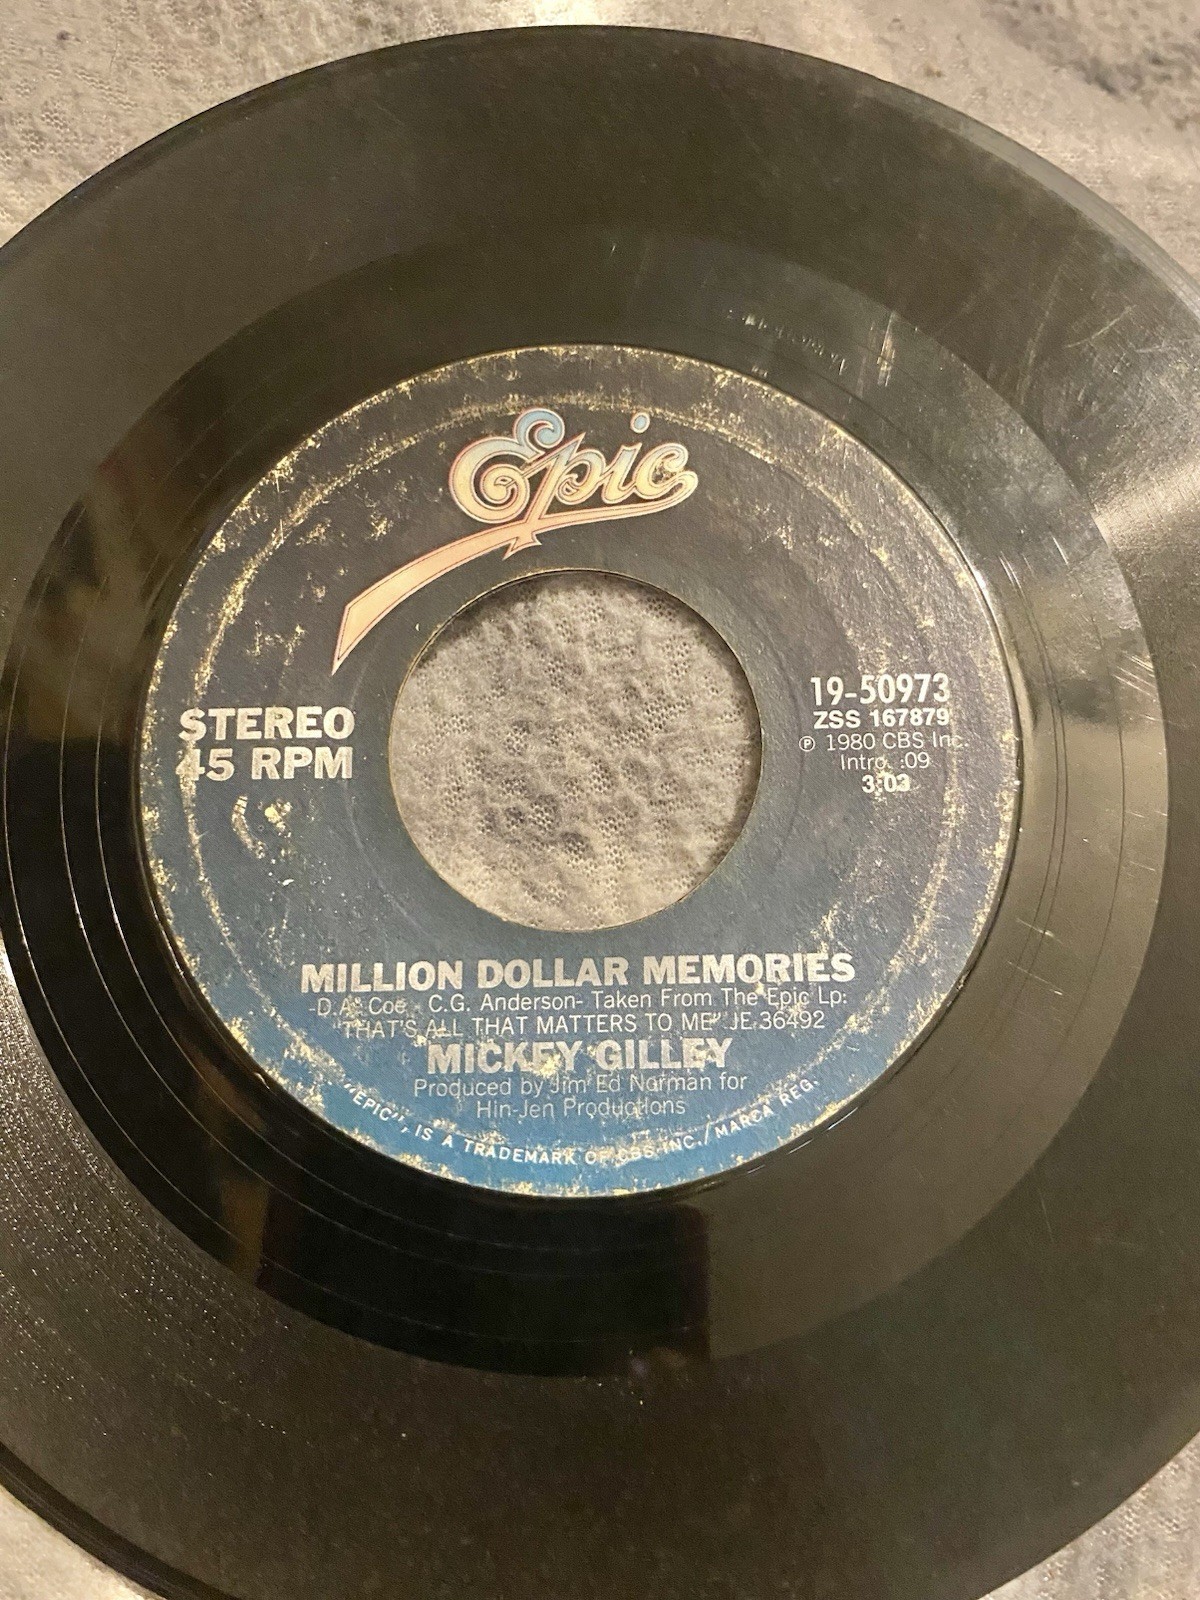 Epic
STEREO
45 RPM
19-50973
ZSS 167879
℗ 1980 CBS Inc.
Intro. :09
3:03
MILLION DOLLAR MEMORIES
-D.A. Coe - C.G. Anderson- Taken From The Epic Lp:
"THAT'S ALL THAT MATTERS TO ME" JE 36492
MICKEY GILLEY
Produced by Jim Ed Norman for
Hin-Jen Productions
"EPIC", IS A TRADEMARK OF CBS INC./MARCA REG.